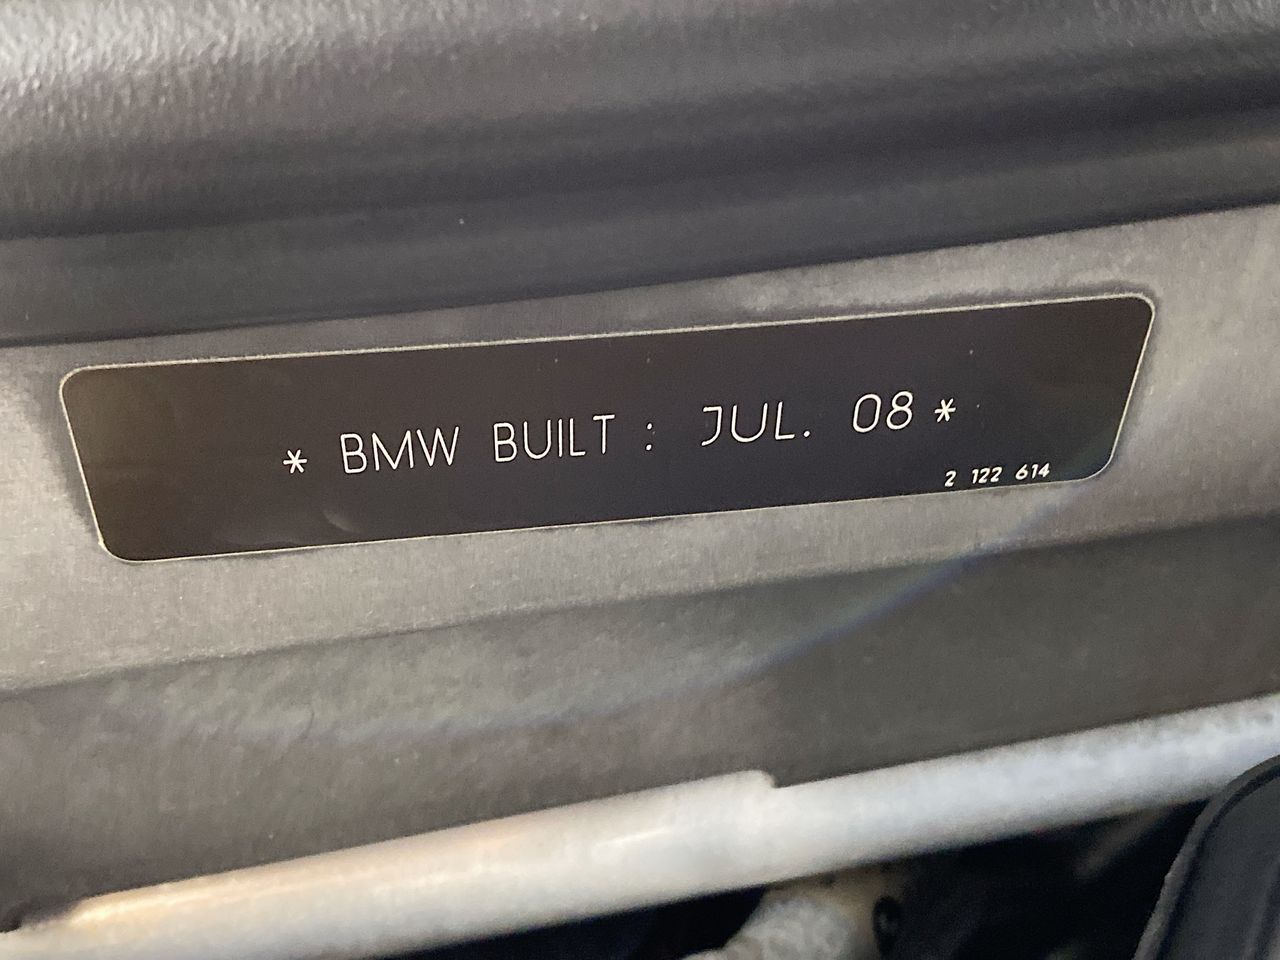 * BMW BUILT : JUL. 08 *
2 122 614